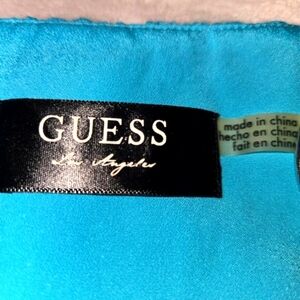 GUESS
Los Angeles
made in china
hecho en china
fait en chine